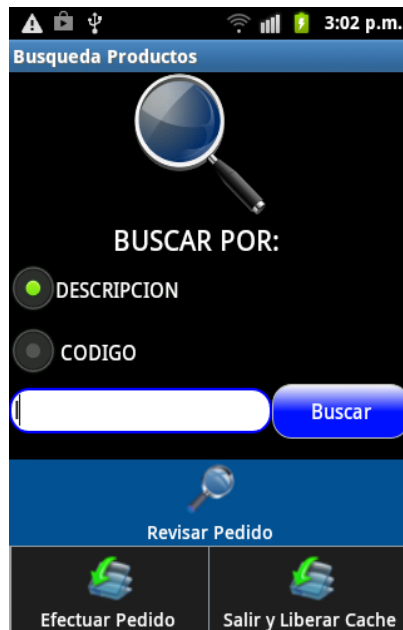 3:02 p.m.
Busqueda Productos
BUSCAR POR:
DESCRIPCION
CODIGO
Buscar
Revisar Pedido
Efectuar Pedido
Salir y Liberar Cache